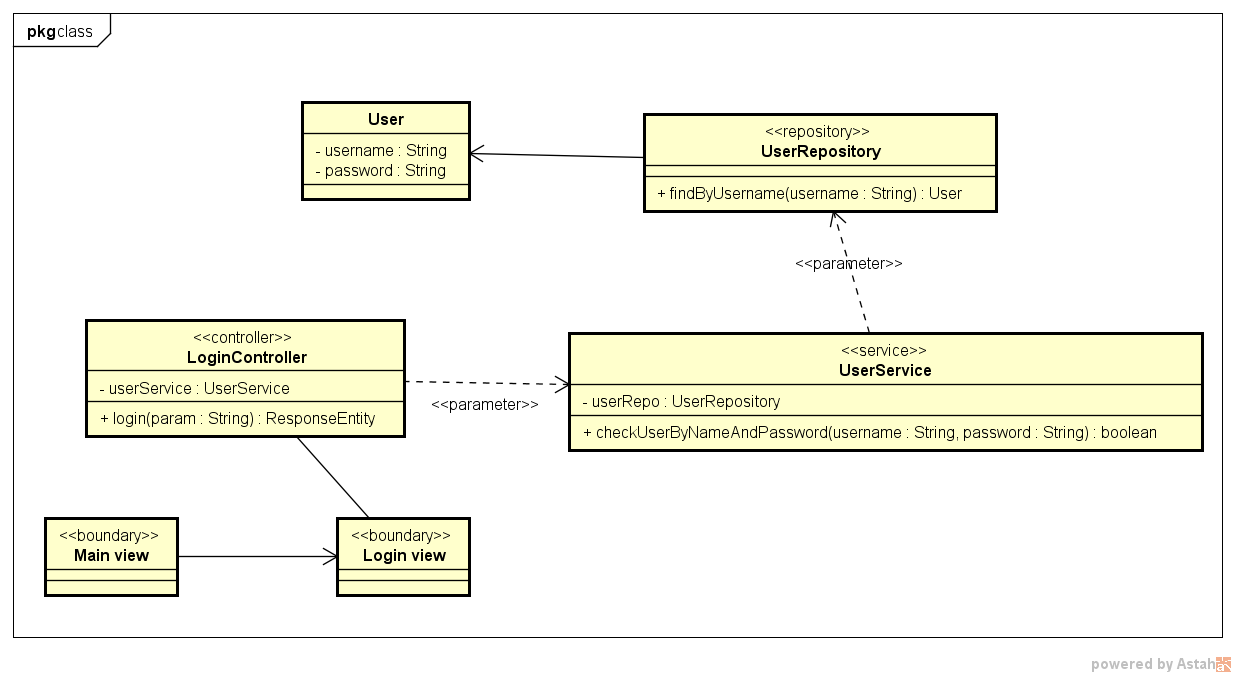 pkg class
User
- username : String
- password : String
<<repository>>
UserRepository
+ findByUsername(username : String) : User
<<parameter>>
<<controller>>
LoginController
- userService : UserService
+ login(param : String) : ResponseEntity
<<parameter>>
<<service>>
UserService
- userRepo : UserRepository
+ checkUserByNameAndPassword(username : String, password : String) : boolean
<<boundary>>
Main view
<<boundary>>
Login view
powered by Astah